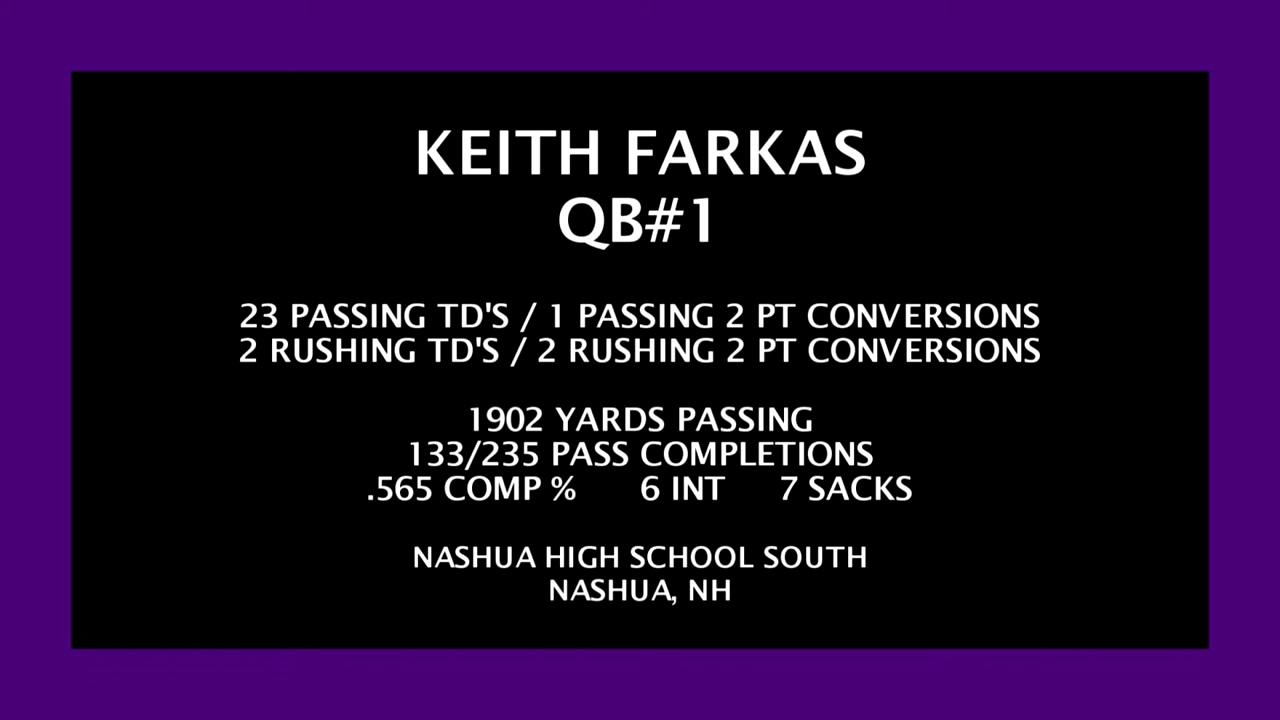 KEITH FARKAS
QB#1
23 PASSING TD'S / 1 PASSING 2 PT CONVERSIONS
2 RUSHING TD'S / 2 RUSHING 2 PT CONVERSIONS
1902 YARDS PASSING
133/235 PASS COMPLETIONS
.565 COMP % 6 INT 7 SACKS
NASHUA HIGH SCHOOL SOUTH
NASHUA, NH